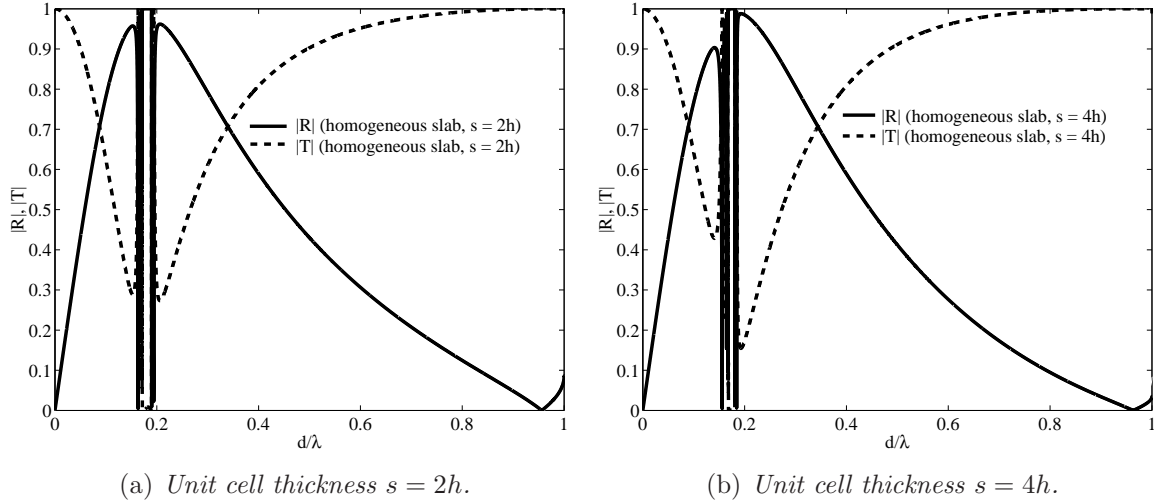 1
0.9
0.8
0.7
0.6
0.5
0.4
0.3
0.2
0.1
0
|R|, |T|
|R| (homogeneous slab, s = 2h)
|T| (homogeneous slab, s = 2h)
0 0.2 0.4 0.6 0.8 1
d/λ
(a) Unit cell thickness s = 2h.
1
0.9
0.8
0.7
0.6
0.5
0.4
0.3
0.2
0.1
0
|R|, |T|
|R| (homogeneous slab, s = 4h)
|T| (homogeneous slab, s = 4h)
0 0.2 0.4 0.6 0.8 1
d/λ
(b) Unit cell thickness s = 4h.